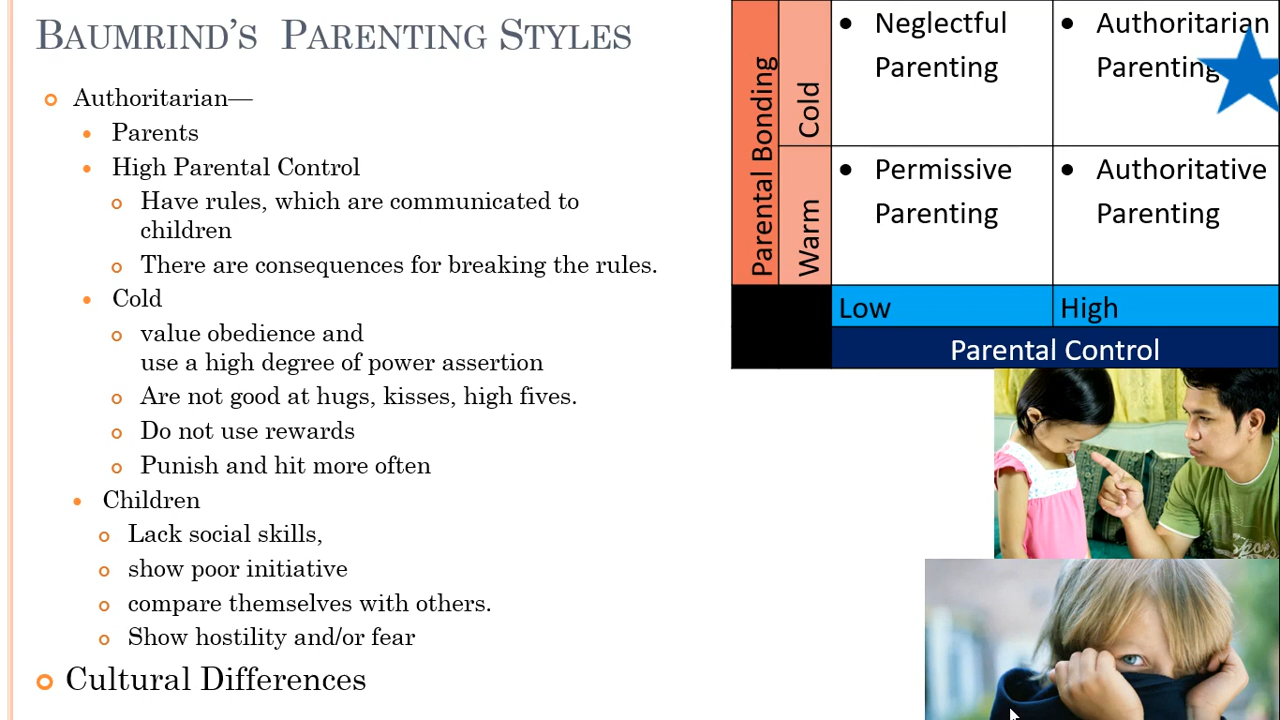 BAUMRIND'S PARENTING STYLES
Authoritarian—
Parents
High Parental Control
Have rules, which are communicated to
children
There are consequences for breaking the rules.
Cold
value obedience and
use a high degree of power assertion
Are not good at hugs, kisses, high fives.
Do not use rewards
Punish and hit more often
Children
Lack social skills,
show poor initiative
compare themselves with others.
Show hostility and/or fear
Cultural Differences
Parental Bonding
Cold
Neglectful
Parenting
Authoritarian
Parenting
Warm
Permissive
Parenting
Authoritative
Parenting
Low
High
Parental Control